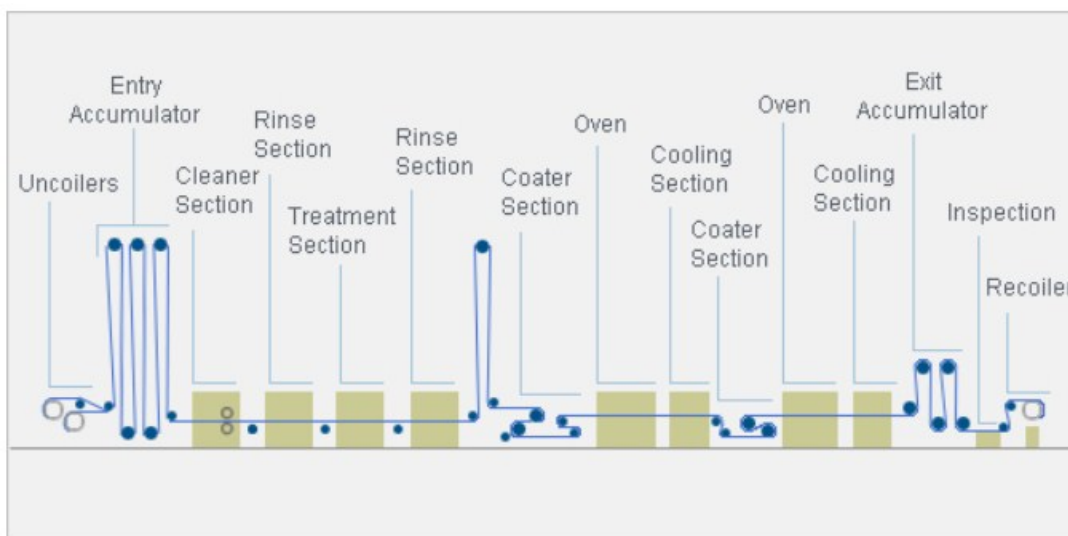 Uncoilers
Entry
Accumulator
Cleaner
Section
Rinse
Section
Treatment
Section
Rinse
Section
Coater
Section
Oven
Cooling
Section
Coater
Section
Oven
Cooling
Section
Exit
Accumulator
Inspection
Recoiler